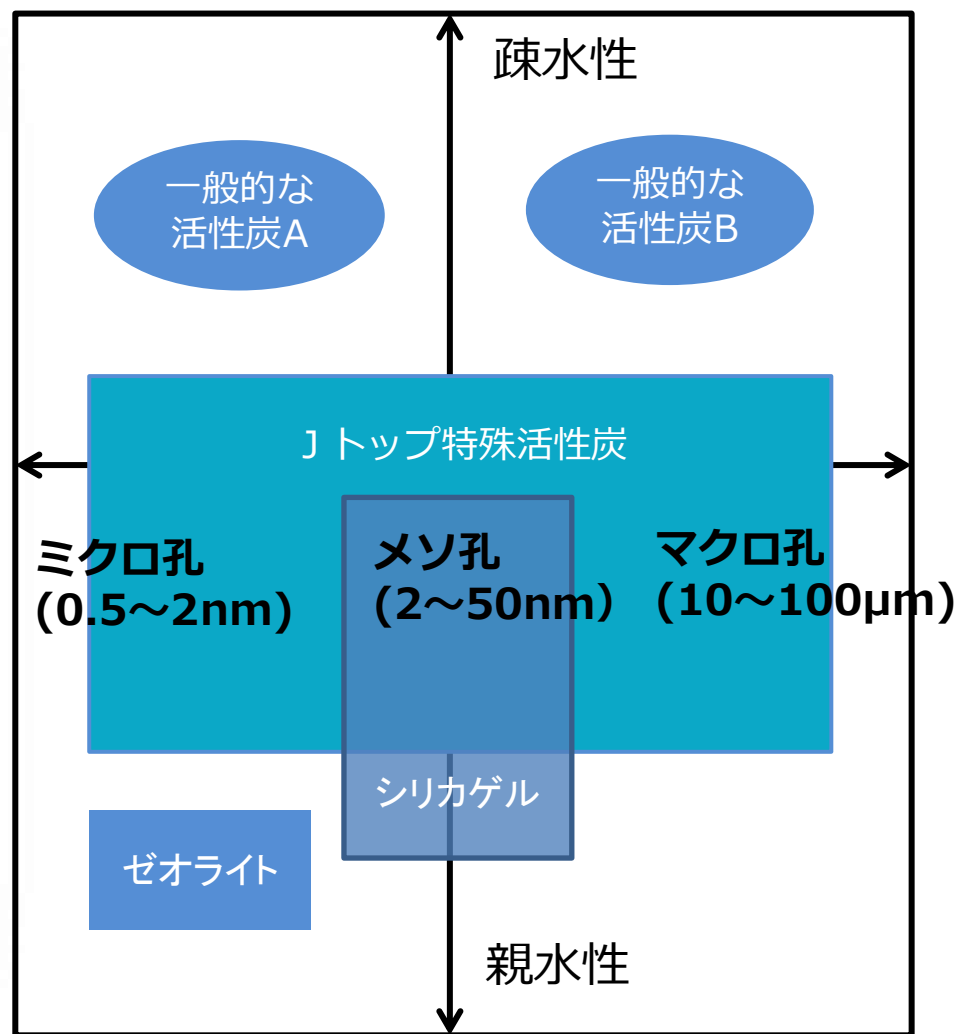 疎水性
一般的な
活性炭A
一般的な
活性炭B
J トップ特殊活性炭
ミクロ孔
(0.5～2nm)
メソ孔
(2～50nm）
マクロ孔
(10～100μm)
シリカゲル
ゼオライト
親水性